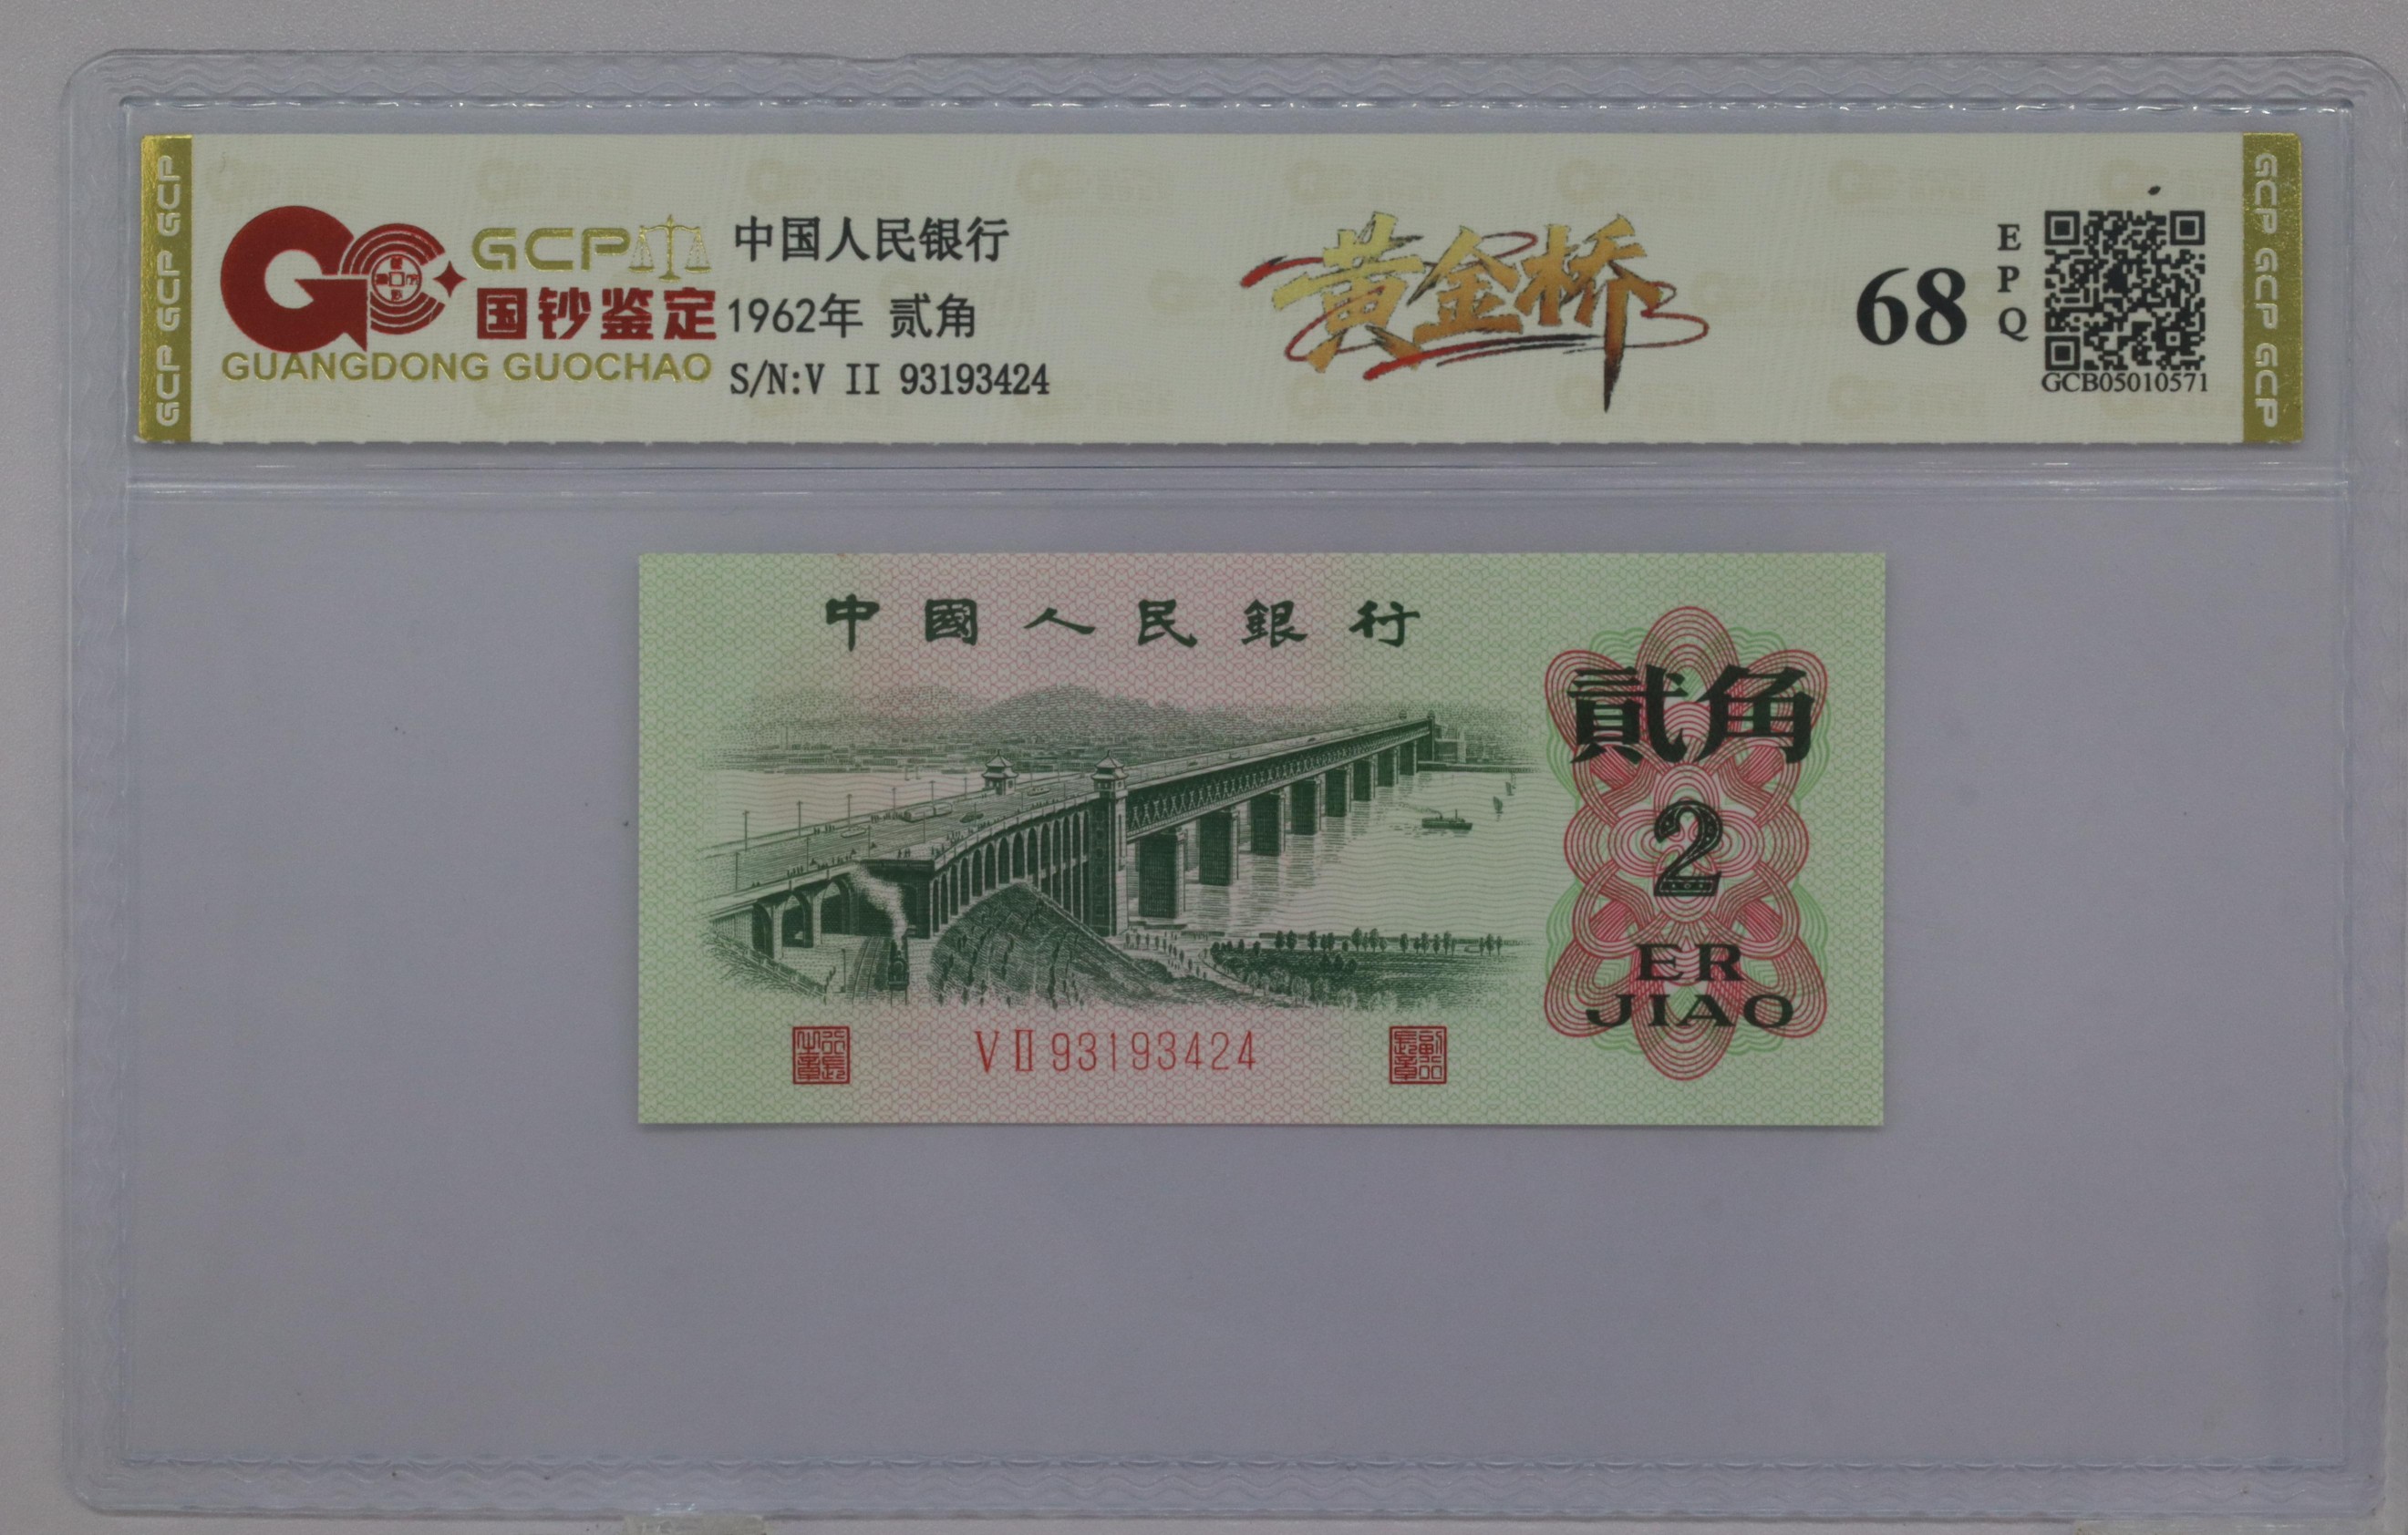 GCP GCP GCP GCP
GCP
国钞鉴定
GUANGDONG GUOCHAO
中国人民银行
1962年 贰角
S/N:V II 93193424
黄金桥
68
E
P
Q
GCB05010571
GCP GCP GCP GCP
中國人民銀行
貳角
2
ER
JIAO
V II 93193424